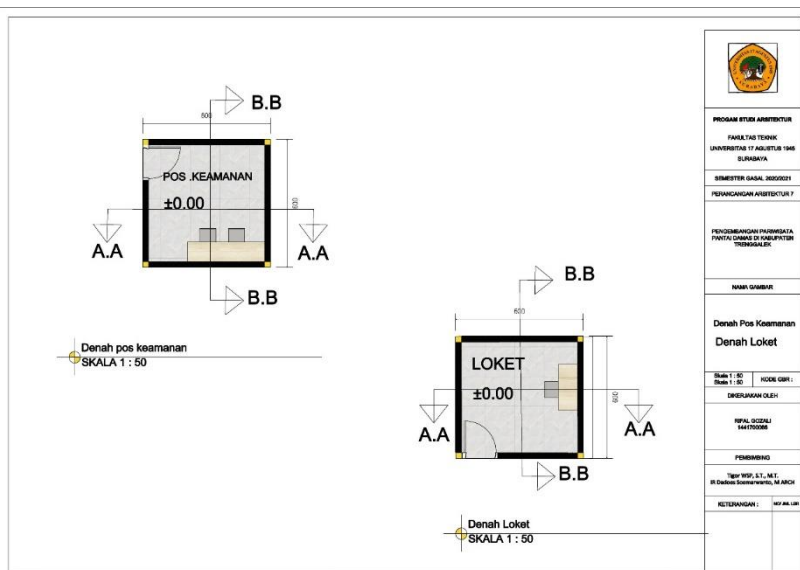 B.B
500
POS .KEAMANAN
±0.00
A.A
A.A
B.B
Denah pos keamanan
SKALA 1 : 50
B.B
LOKET
±0.00
A.A
A.A
B.B
Denah Loket
SKALA 1 : 50
PROGAM STUDI ARSITEKTUR
FAKULTAS TEKNIK
UNIVERSITAS 17 AGUSTUS 1945
SURABAYA
SEMESTER GASAL 2020/2021
PERANCANGAN ARSITEKTUR 7
PENGEMBANGAN PARIWISATA
PANTAI DAMAS DI KABUPATEN
TRENGGALEK
NAMA GAMBAR
Denah Pos Keamanan
Denah Loket
Skala 1 : 50
Skala 1 : 50
KODE GBR :
DIKERJAKAN OLEH
RIFAL GOZALI
PEMBIMBING
Tiger WSP, S.T., M.T.
KETERANGAN :